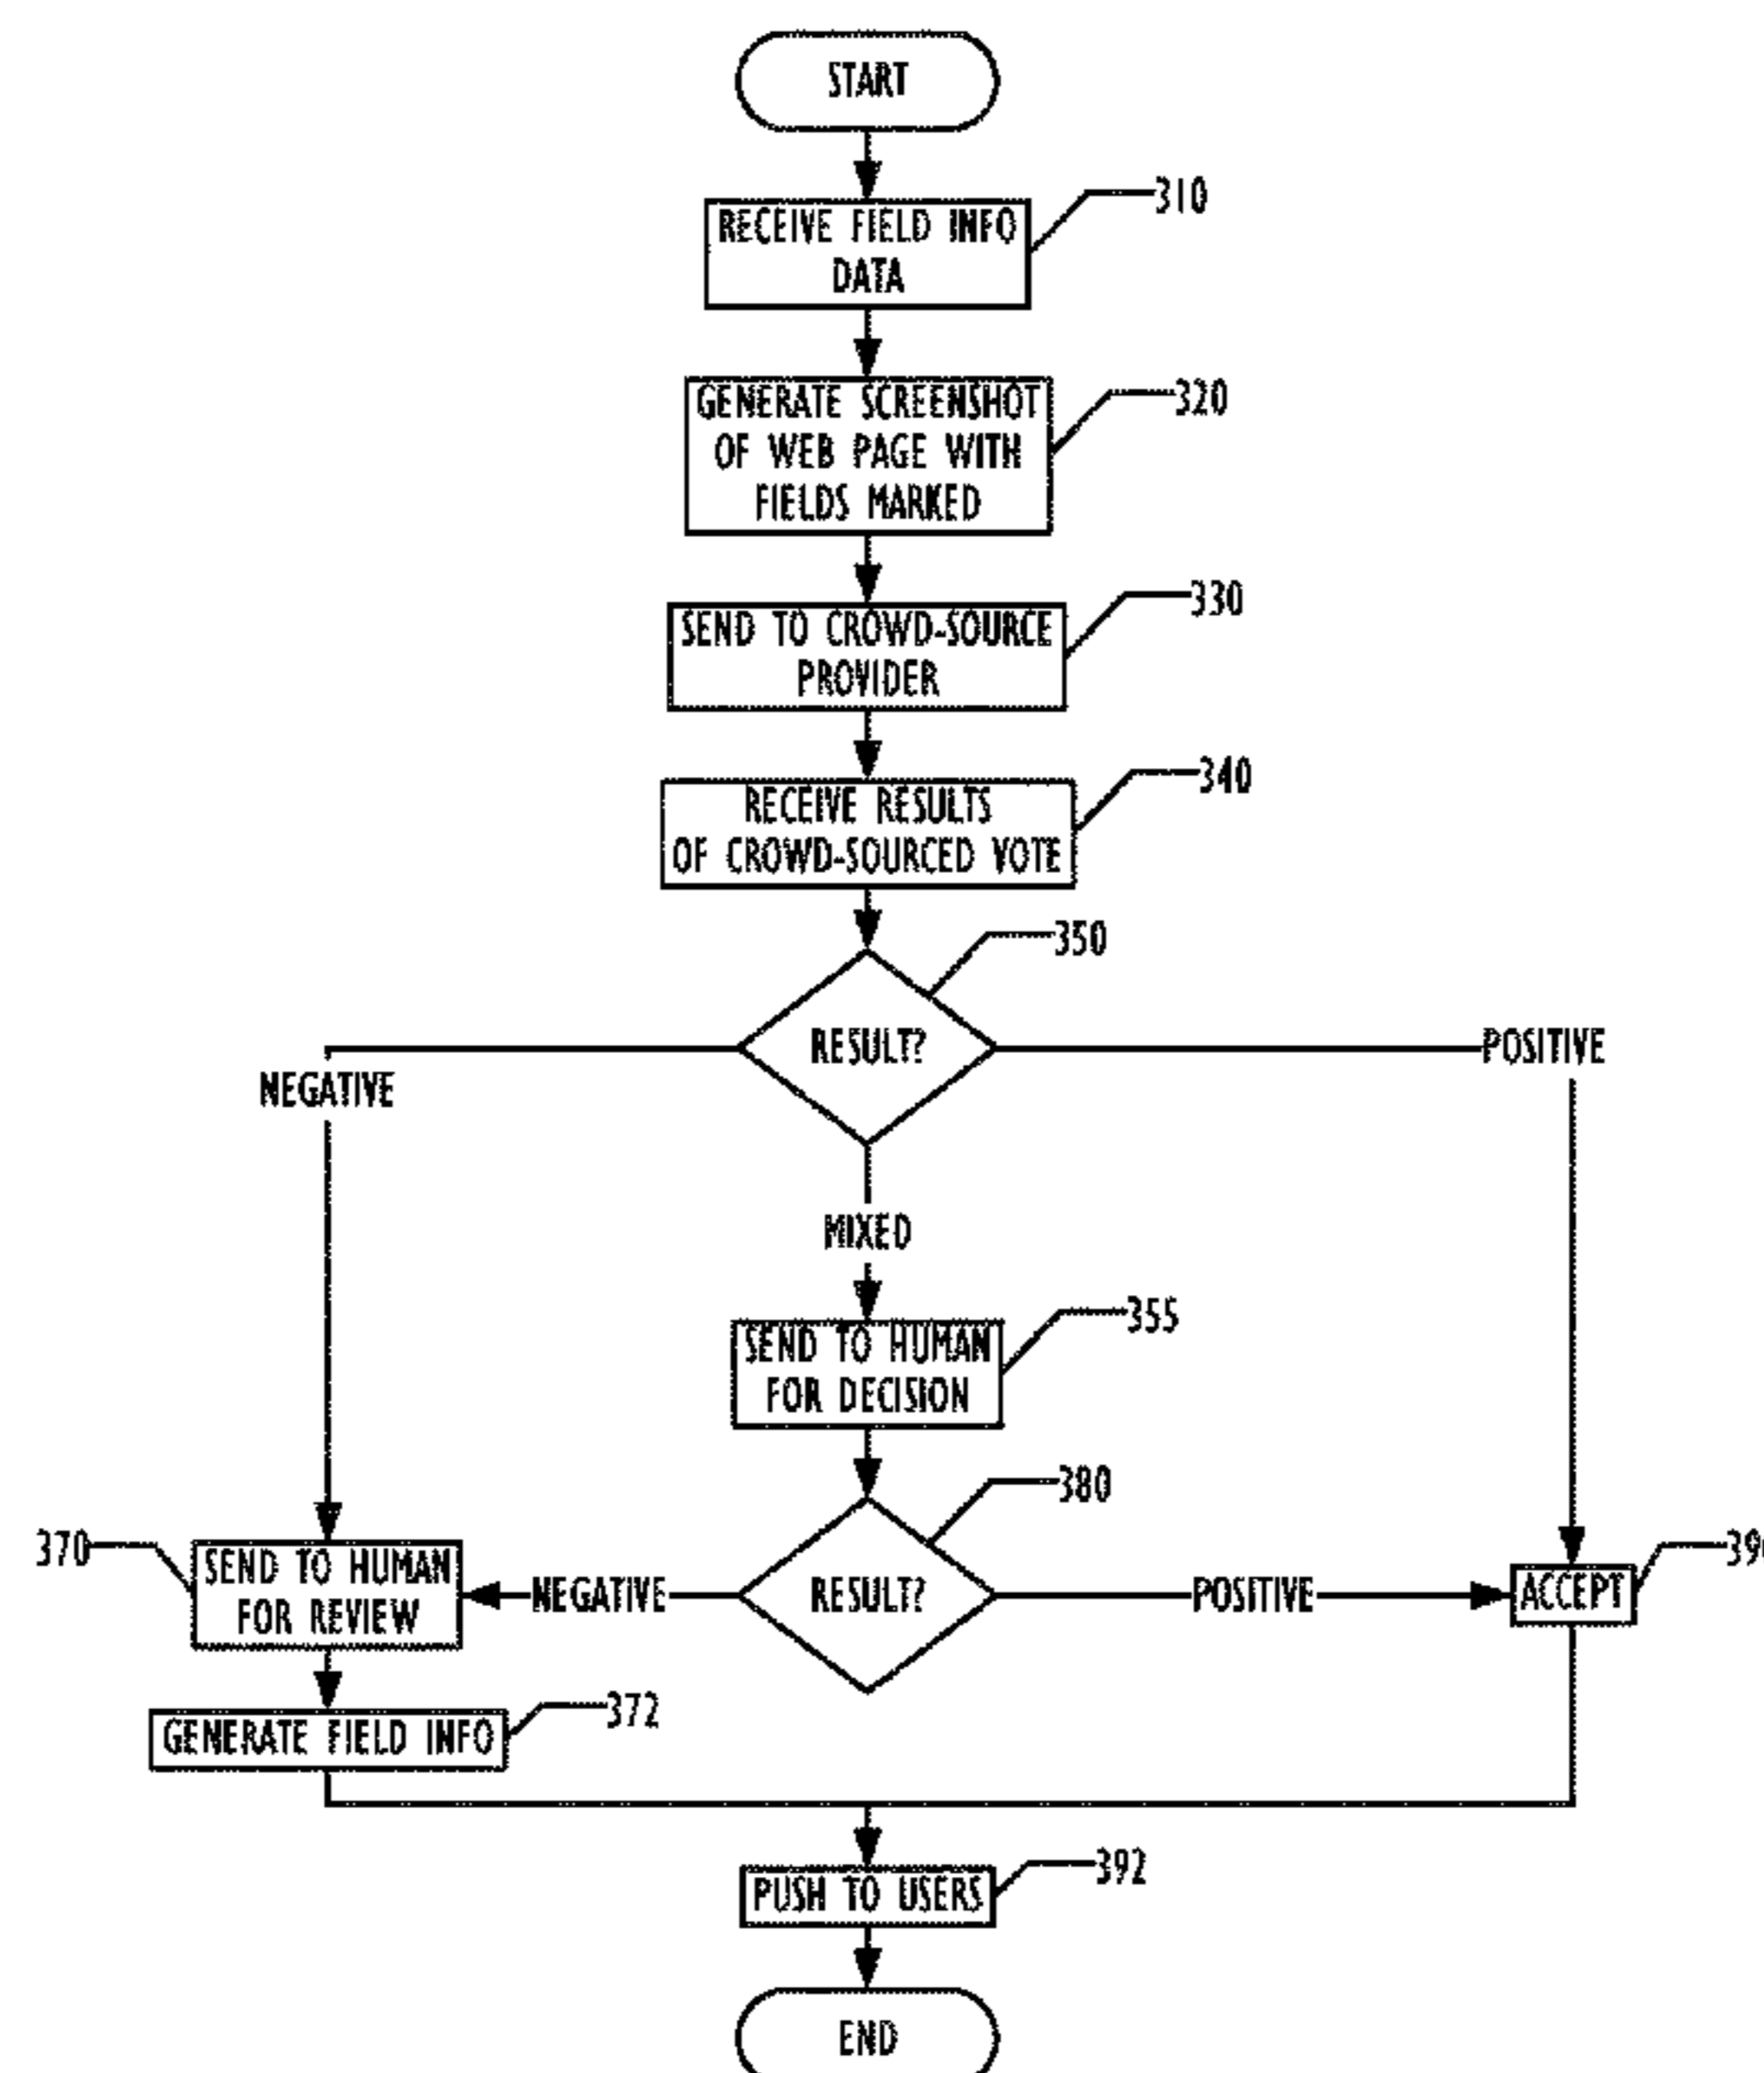 START
310
RECEIVE FIELD INFO
DATA
320
GENERATE SCREENSHOT
OF WEB PAGE WITH
FIELDS MARKED
330
SEND TO CROWD-SOURCE
PROVIDER
340
RECEIVE RESULTS
OF CROWD-SOURCED VOTE
350
RESULT?
POSITIVE
NEGATIVE
MIXED
355
SEND TO HUMAN
FOR DECISION
380
370
SEND TO HUMAN
FOR REVIEW
NEGATIVE
RESULT?
POSITIVE
ACCEPT
372
GENERATE FIELD INFO
392
PUSH TO USERS
END